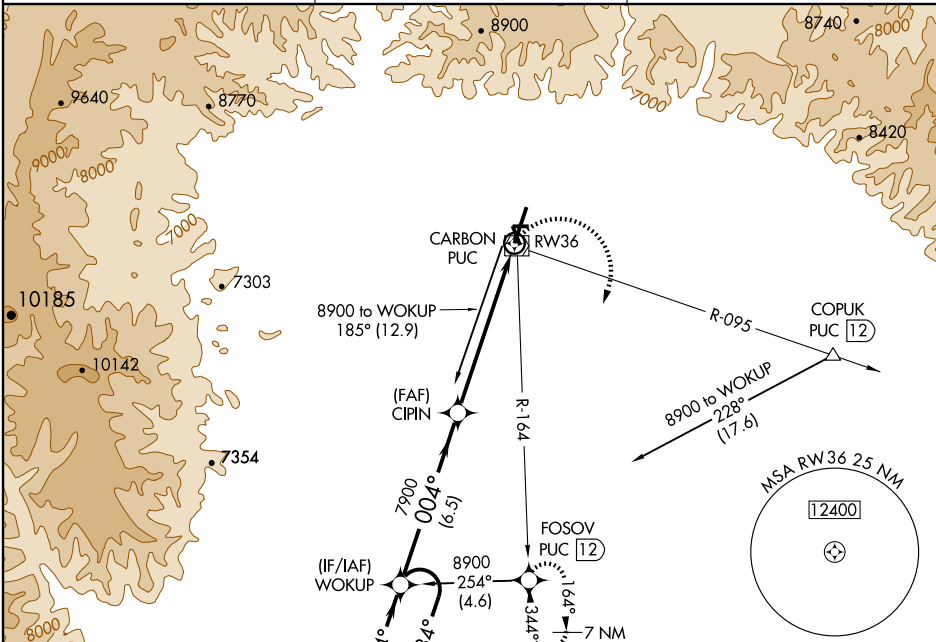 8900
8740
8000
9640
8770
7000
8420
9000
8000
7000
CARBON
PUC
RW36
7303
10185
8900 to WOKUP
185° (12.9)
R-095
COPUK
PUC 12
10142
8900 to WOKUP
228°
(17.6)
(FAF)
CIPIN
R-164
7354
MSA RW36 25 NM
12400
7900
004°
(6.5)
FOSOV
PUC 12
(IF/IAF)
WOKUP
8900
254°
(4.6)
164°
344°
7 NM
8000